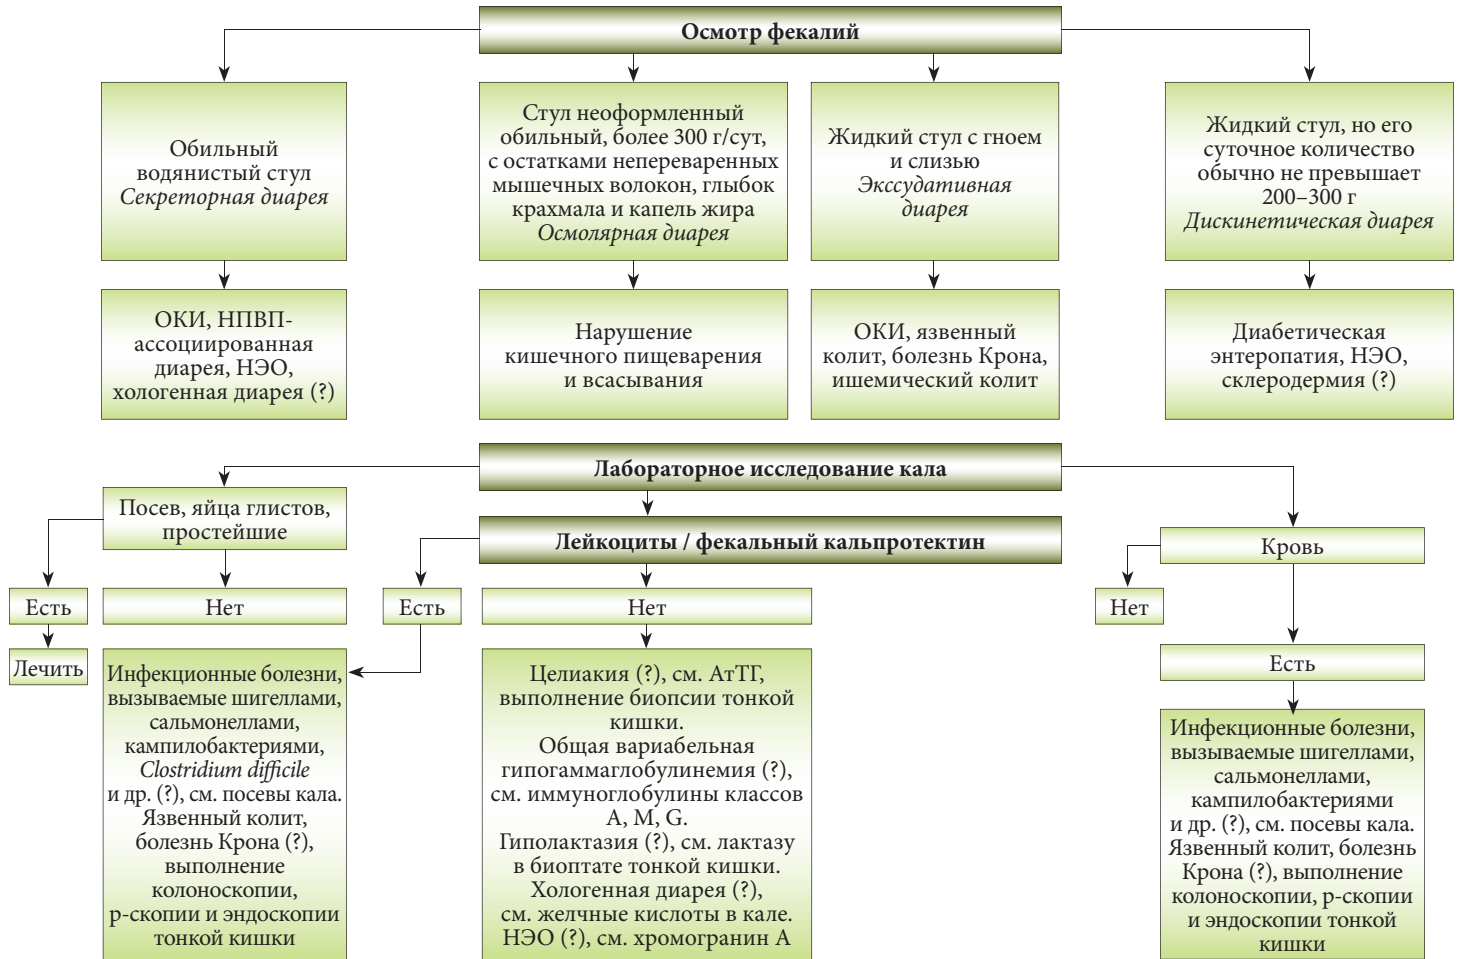 Осмотр фекалий
Обильный
водянистый стул
Секреторная диарея
Стул неоформленный
обильный, более 300 г/сут,
с остатками непереваренных
мышечных волокон, глыбок
крахмала и капель жира
Осмолярная диарея
Жидкий стул с гноем
и слизью
Экссудативная
диарея
Жидкий стул, но его
суточное количество
обычно не превышает
200–300 г
Дискинетическая диарея
ОКИ, НПВП-
ассоциированная
диарея, НЭО,
хологенная диарея (?)
Нарушение
кишечного пищеварения
и всасывания
ОКИ, язвенный
колит, болезнь Крона,
ишемический колит
Диабетическая
энтеропатия, НЭО,
склеродермия (?)
Лабораторное исследование кала
Посев, яйца глистов,
простейшие
Лейкоциты / фекальный кальпротектин
Кровь
Есть
Нет
Есть
Нет
Нет
Лечить
Есть
Инфекционные болезни,
вызываемые шигеллами,
сальмонеллами,
кампилобактериями,
Clostridium difficile
и др. (?), см. посевы кала.
Язвенный колит,
болезнь Крона (?),
выполнение
колоноскопии,
р-скопии и эндоскопии
тонкой кишки
Целиакия (?), см. АтТГ,
выполнение биопсии тонкой
кишки.
Общая вариабельная
гипогаммаглобулинемия (?),
см. иммуноглобулины классов
A, M, G.
Гиполактазия (?), см. лактазу
в биоптате тонкой кишки.
Хологенная диарея (?),
см. желчные кислоты в кале.
НЭО (?), см. хромогранин А
Инфекционные болезни,
вызываемые шигеллами,
сальмонеллами,
кампилобактериями
и др. (?), см. посевы кала.
Язвенный колит, болезнь
Крона (?), выполнение
колоноскопии, р-скопии
и эндоскопии тонкой
кишки